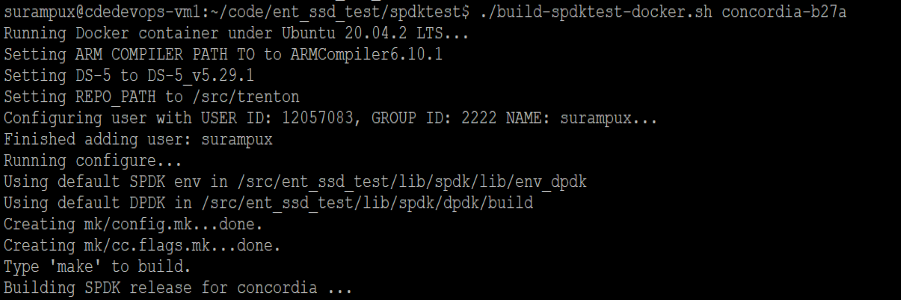 surampux@cdedevops-vm1:~/code/ent_ssd_test/spdktest$ ./build-spdktest-docker.sh concordia-b27a
Running Docker container under Ubuntu 20.04.2 LTS...
Setting ARM COMPILER PATH TO to ARMCompiler6.10.1
Setting DS-5 to DS-5_v5.29.1
Setting REPO_PATH to /src/trenton
Configuring user with USER ID: 12057083, GROUP ID: 2222 NAME: surampux...
Finished adding user: surampux
Running configure...
Using default SPDK env in /src/ent_ssd_test/lib/spdk/lib/env_dpdk
Using default DPDK in /src/ent_ssd_test/lib/spdk/dpdk/build
Creating mk/config.mk...done.
Creating mk/cc.flags.mk...done.
Type 'make' to build.
Building SPDK release for concordia ...